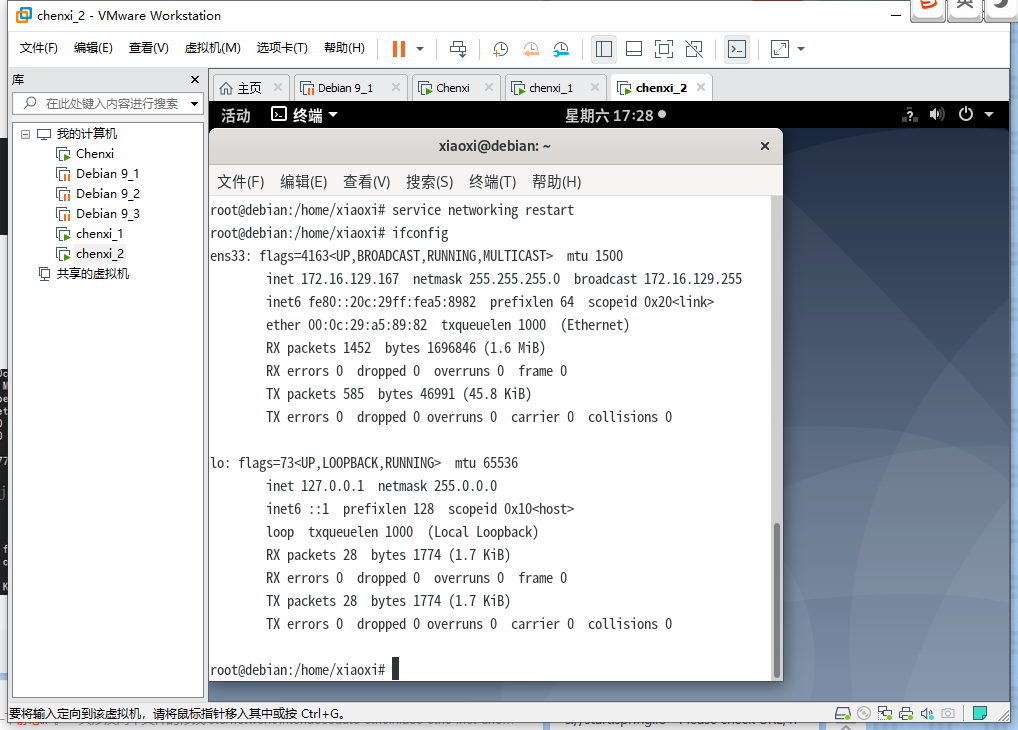 chenxi_2 - VMware Workstation
英
文件(F) 编辑(E) 查看(V) 虚拟机(M) 选项卡(T) 帮助(H)
库
主页 Debian 9_1 Chenxi chenxi_1 chenxi_2
在此处键入内容进行搜索
活动 终端 星期六 17:28
我的计算机
Chenxi
Debian 9_1
Debian 9_2
Debian 9_3
chenxi_1
chenxi_2
共享的虚拟机
xiaoxi@debian: ~
文件(F) 编辑(E) 查看(V) 搜索(S) 终端(T) 帮助(H)
root@debian:/home/xiaoxi# service networking restart
root@debian:/home/xiaoxi# ifconfig
ens33: flags=4163<UP,BROADCAST,RUNNING,MULTICAST>  mtu 1500
        inet 172.16.129.167  netmask 255.255.255.0  broadcast 172.16.129.255
        inet6 fe80::20c:29ff:fea5:8982  prefixlen 64  scopeid 0x20<link>
        ether 00:0c:29:a5:89:82  txqueuelen 1000  (Ethernet)
        RX packets 1452  bytes 1696846 (1.6 MiB)
        RX errors 0  dropped 0  overruns 0  frame 0
        TX packets 585  bytes 46991 (45.8 KiB)
        TX errors 0  dropped 0 overruns 0  carrier 0  collisions 0
lo: flags=73<UP,LOOPBACK,RUNNING>  mtu 65536
        inet 127.0.0.1  netmask 255.0.0.0
        inet6 ::1  prefixlen 128  scopeid 0x10<host>
        loop  txqueuelen 1000  (Local Loopback)
        RX packets 28  bytes 1774 (1.7 KiB)
        RX errors 0  dropped 0  overruns 0  frame 0
        TX packets 28  bytes 1774 (1.7 KiB)
        TX errors 0  dropped 0 overruns 0  carrier 0  collisions 0
root@debian:/home/xiaoxi#
要将输入定向到该虚拟机，请将鼠标指针移入其中或按 Ctrl+G。